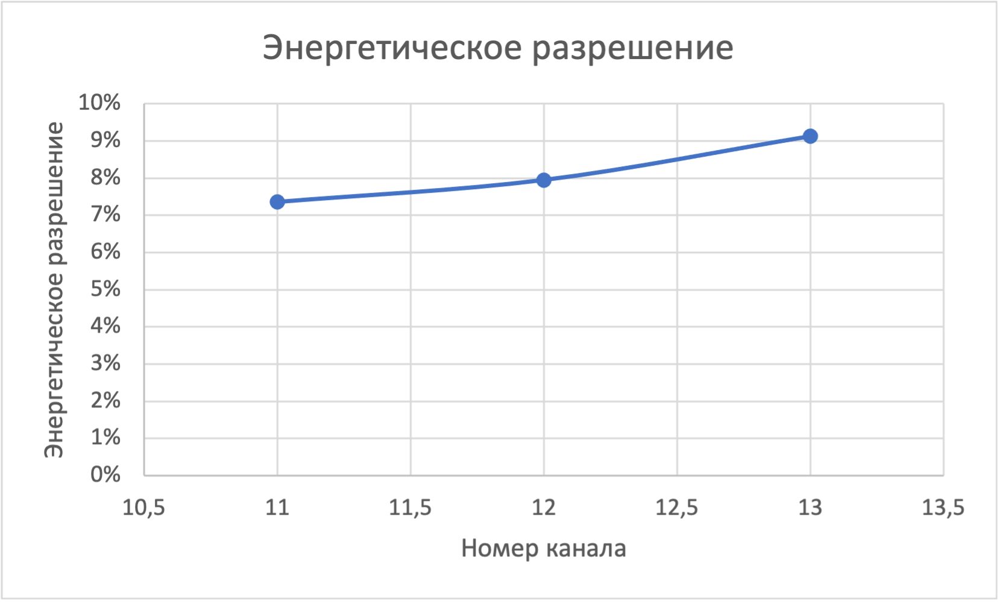 Энергетическое разрешение
Энергетическое разрешение
10%
9%
8%
7%
6%
5%
4%
3%
2%
1%
0%
10,5 11 11,5 12 12,5 13 13,5
Номер канала